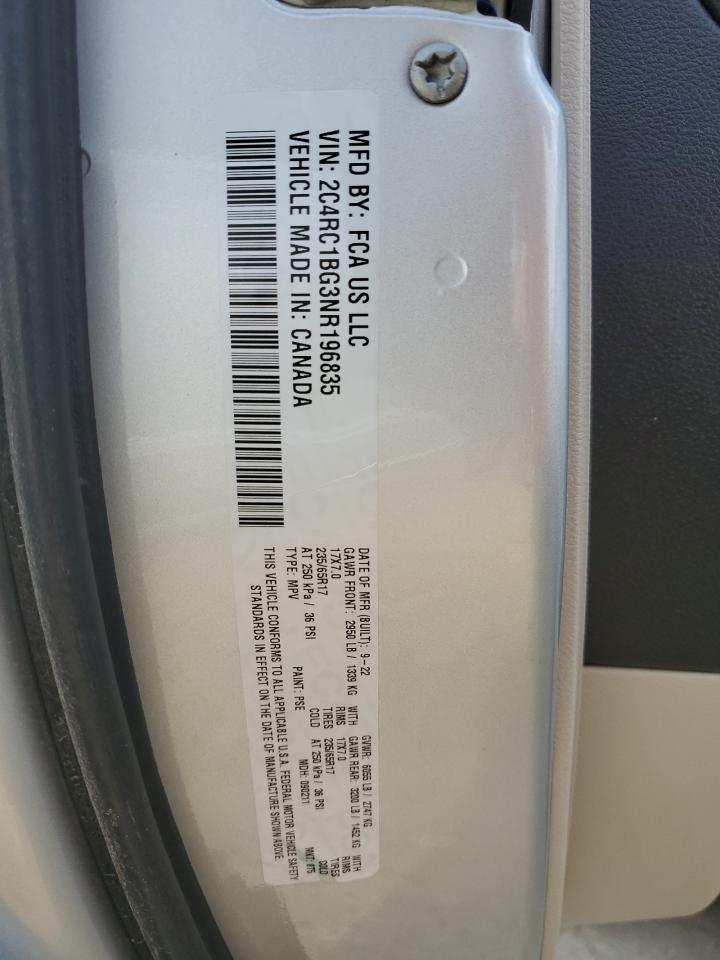 MFD BY: FCA US LLC
VIN: 2C4RC1BG3NR196835
VEHICLE MADE IN: CANADA
DATE OF MFR (BUILT): 9-22 GVWR: 6055 LB / 2747 KG
GAWR FRONT: 2950 LB / 1339 KG WITH GAWR REAR: 3200 LB / 1452 KG WITH
17X7.0 RIMS 17X7.0 RIMS
235/65R17 TIRES 235/65R17 TIRES
AT 250 kPa / 36 PSI COLD AT 250 kPa / 36 PSI COLD
TYPE: MPV PAINT: PSE MDH: 090211 MKT: 875
THIS VEHICLE CONFORMS TO ALL APPLICABLE U.S.A. FEDERAL MOTOR VEHICLE SAFETY
STANDARDS IN EFFECT ON THE DATE OF MANUFACTURE SHOWN ABOVE.